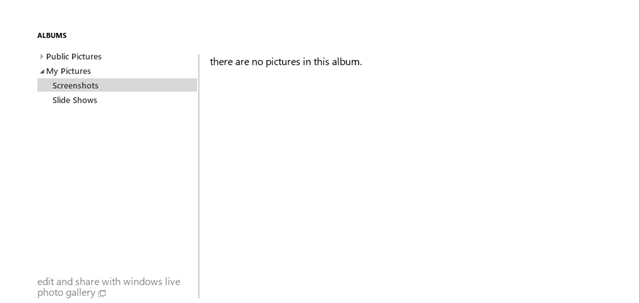 ALBUMS
Public Pictures
My Pictures
Screenshots
Slide Shows
there are no pictures in this album.
edit and share with windows live
photo gallery